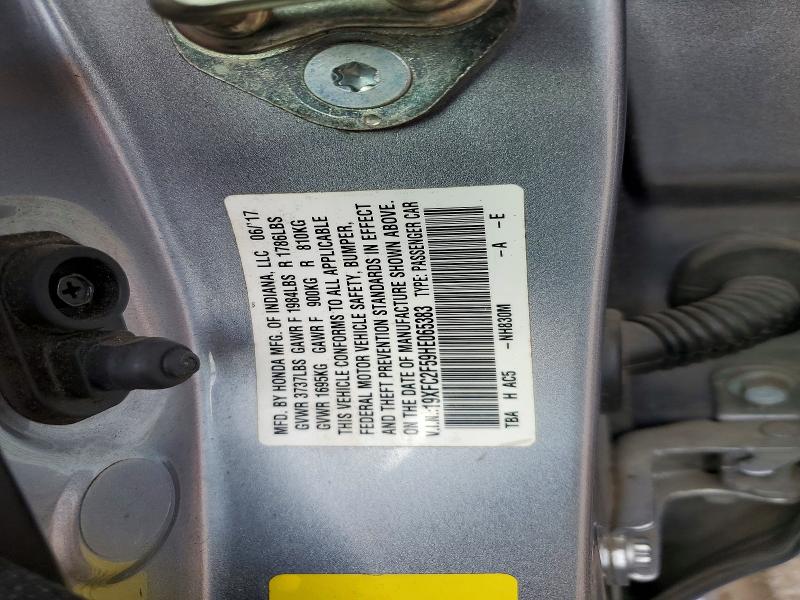 MFD. BY HONDA MFG. OF INDIANA, LLC 06/'17
GVWR 3737LBS GAWR F 1984LBS R 1786LBS
GVWR 1695KG GAWR F 900KG R 810KG
THIS VEHICLE CONFORMS TO ALL APPLICABLE
FEDERAL MOTOR VEHICLE SAFETY, BUMPER,
AND THEFT PREVENTION STANDARDS IN EFFECT
ON THE DATE OF MANUFACTURE SHOWN ABOVE.
V.I.N.:19XFC2F59HE065383 TYPE: PASSENGER CAR
TBA H AC5 -NH830M -A -E